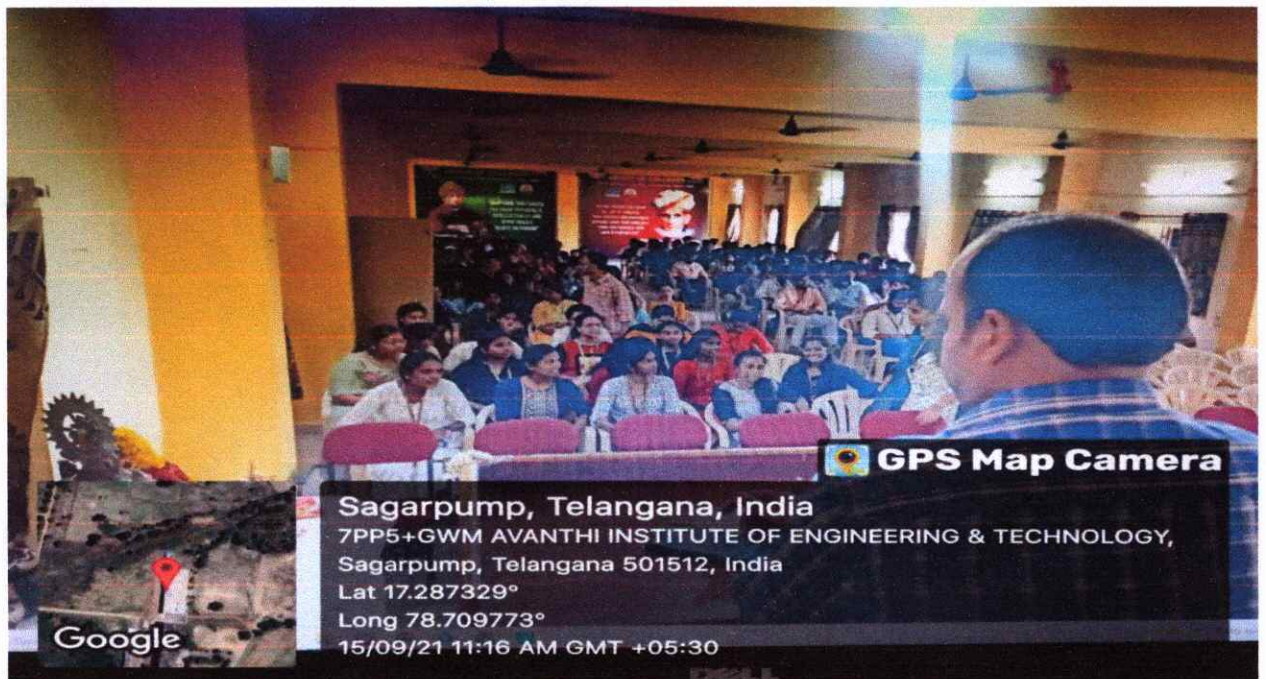 GPS Map Camera
Sagarpump, Telangana, India
7PP5+GWM AVANTHI INSTITUTE OF ENGINEERING & TECHNOLOGY,
Sagarpump, Telangana 501512, India
Lat 17.287329°
Long 78.709773°
15/09/21 11:16 AM GMT +05:30
Google
DELL